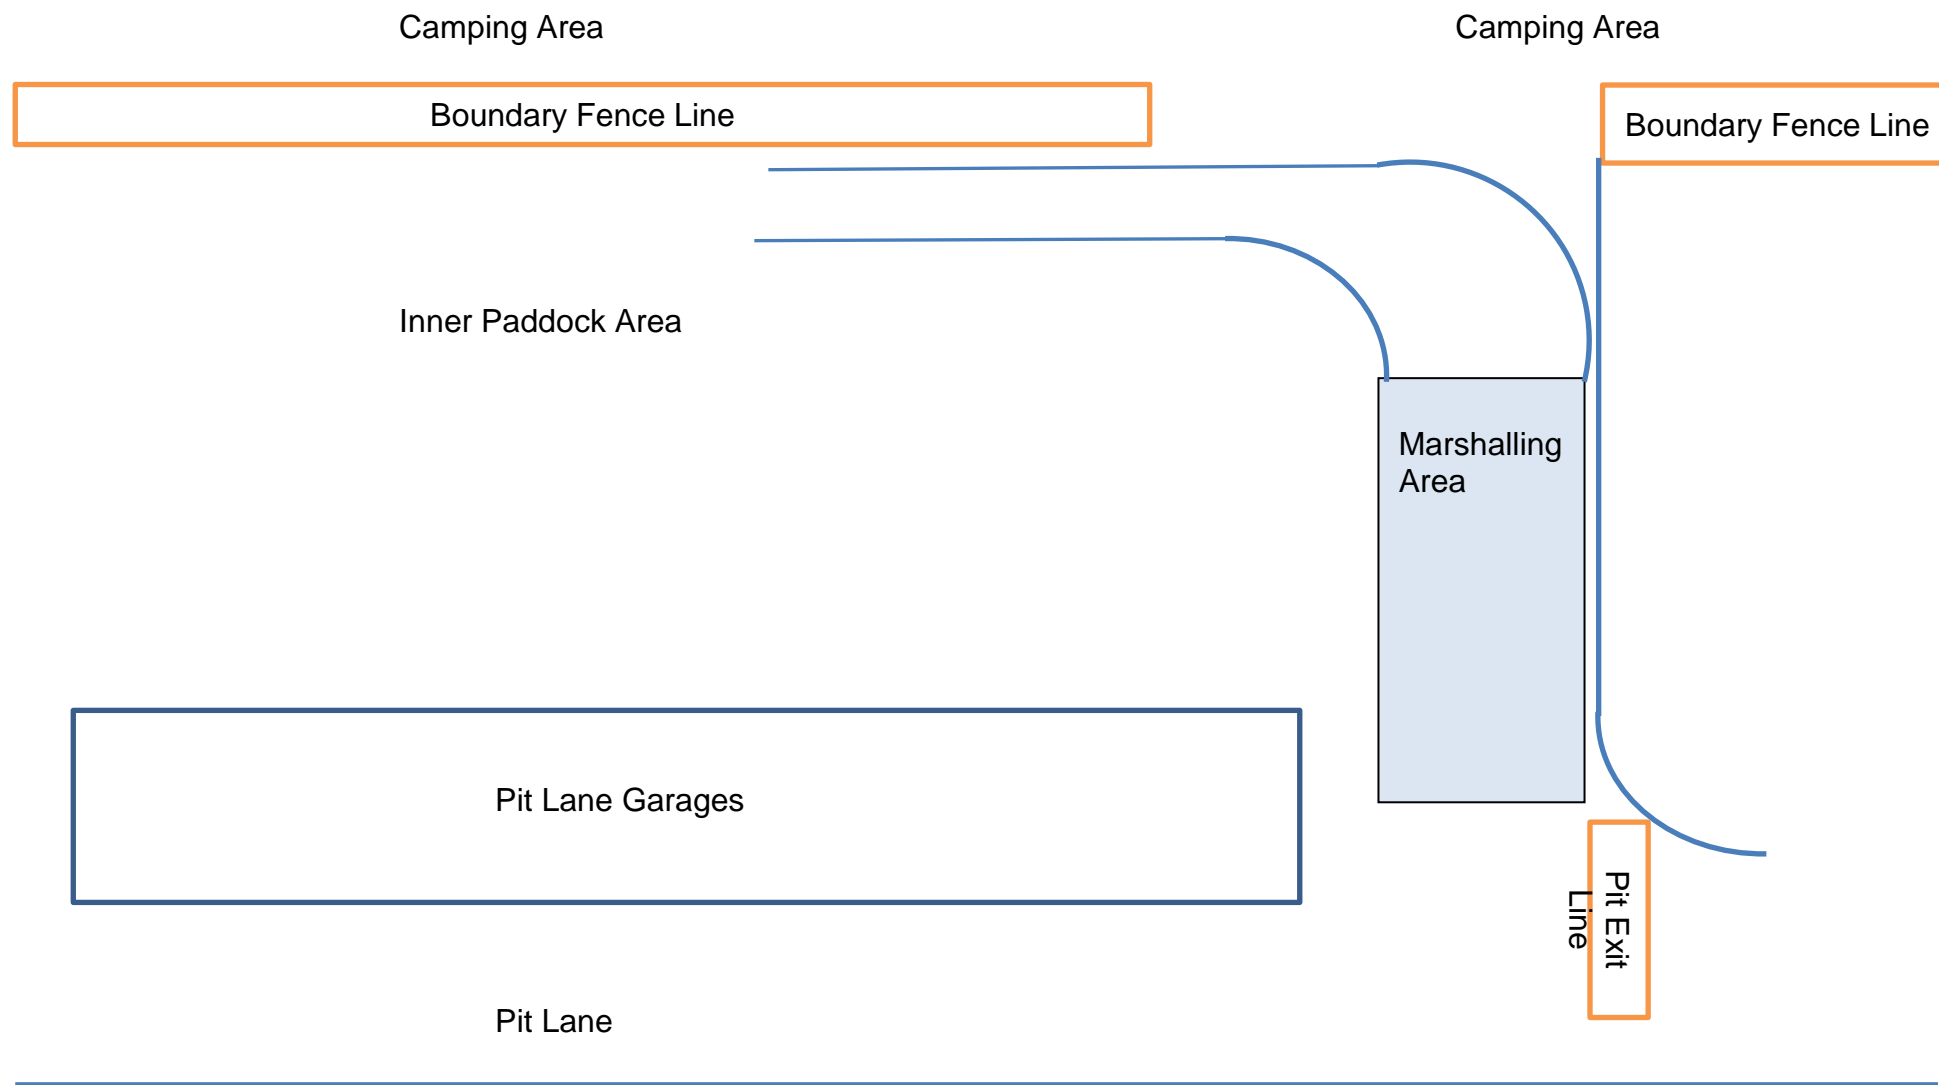 Camping Area
Camping Area
Boundary Fence Line
Boundary Fence Line
Inner Paddock Area
Marshalling
Area
Pit Lane Garages
Pit Exit
Line
Pit Lane